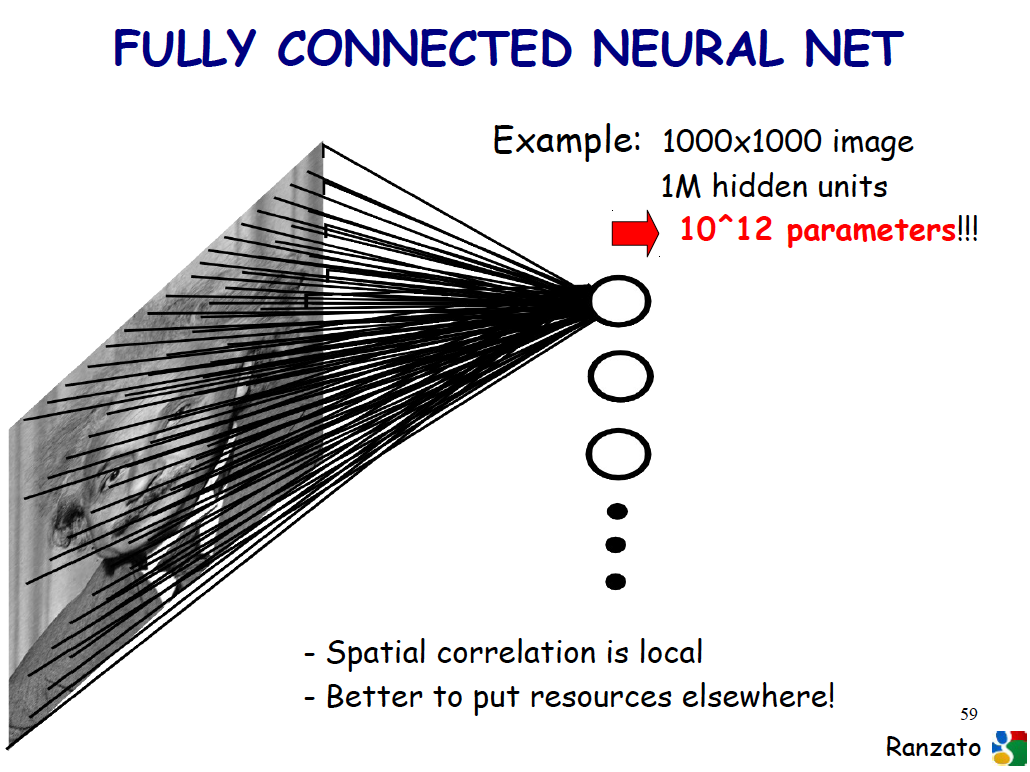 FULLY CONNECTED NEURAL NET
Example: 1000x1000 image
1M hidden units
10^12 parameters!!!
- Spatial correlation is local
- Better to put resources elsewhere!
59
Ranzato